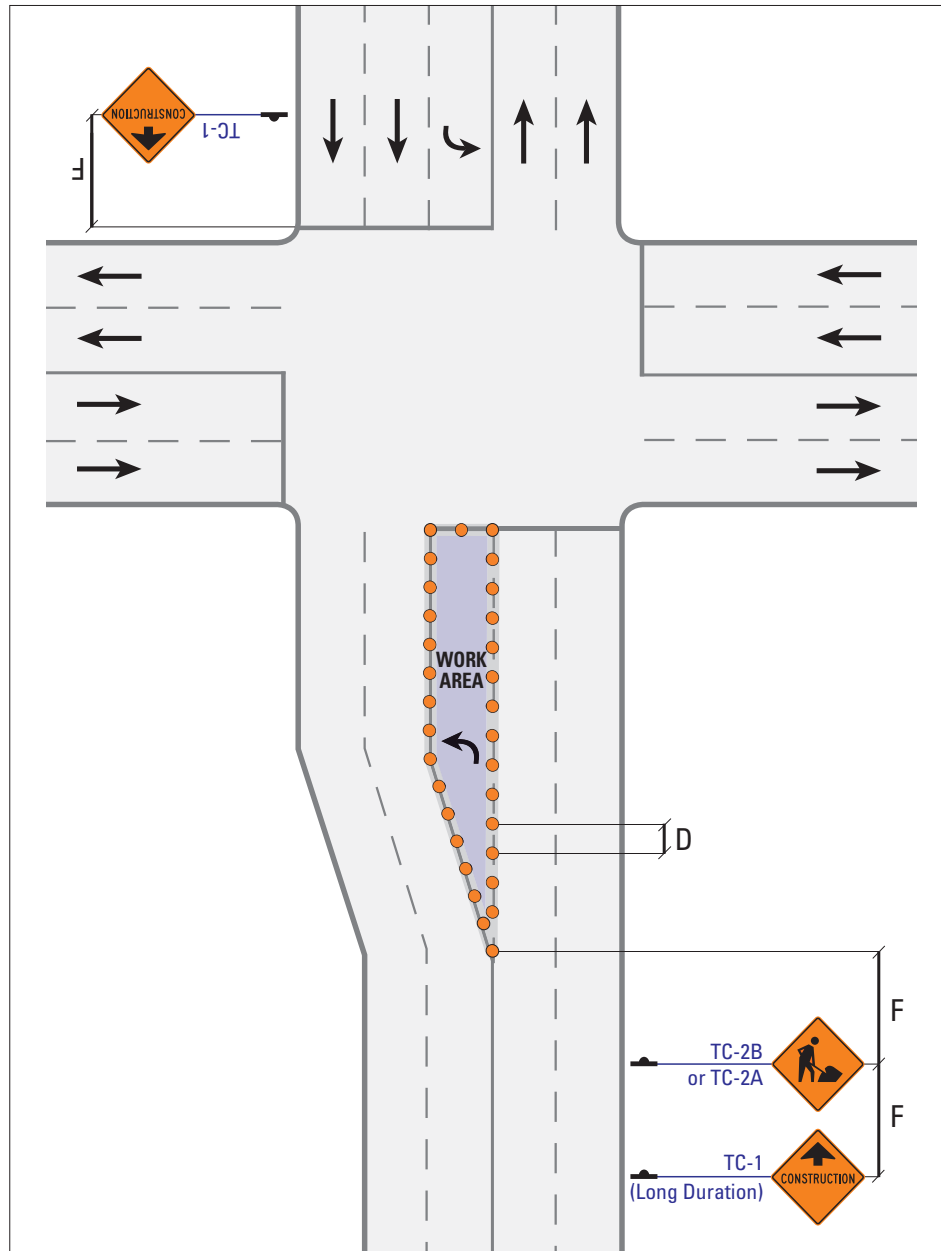 CONSTRUCTION
TC-1
F
WORK
AREA
D
F
TC-2B
or TC-2A
F
TC-1
(Long Duration)
CONSTRUCTION